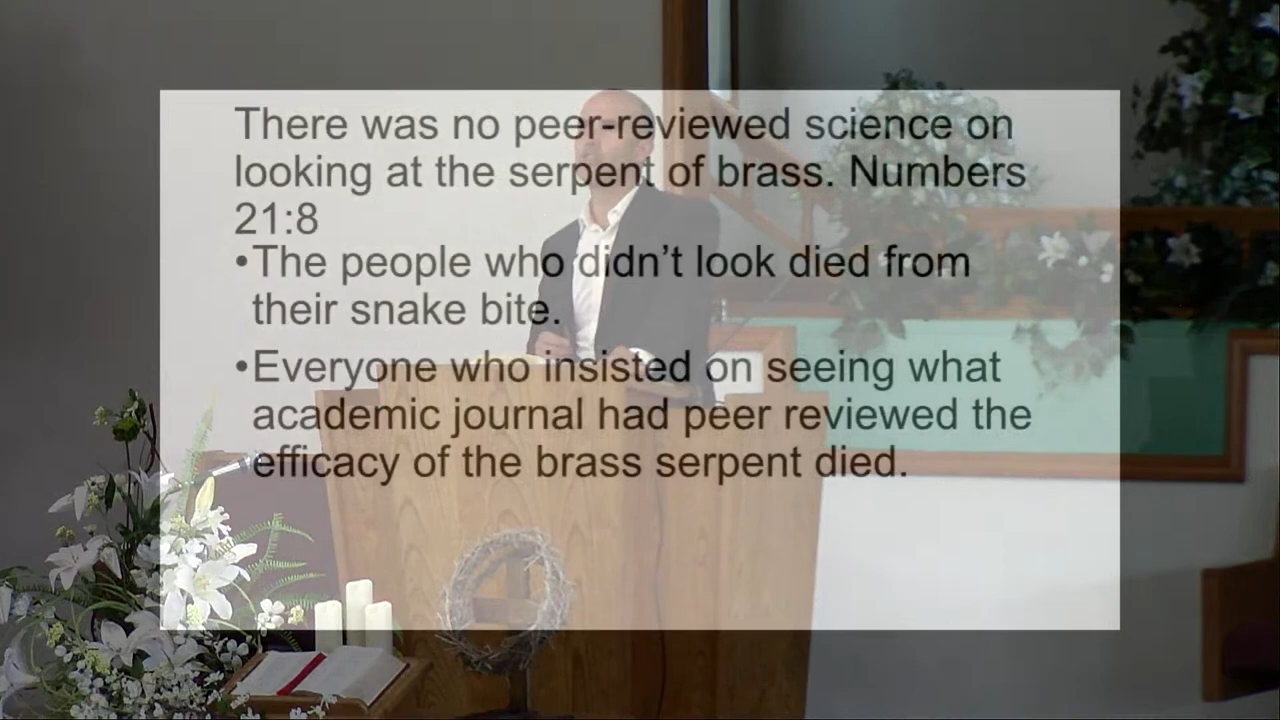 There was no peer-reviewed science on
looking at the serpent of brass. Numbers
21:8
•The people who didn't look died from
their snake bite.
•Everyone who insisted on seeing what
academic journal had peer reviewed the
efficacy of the brass serpent died.